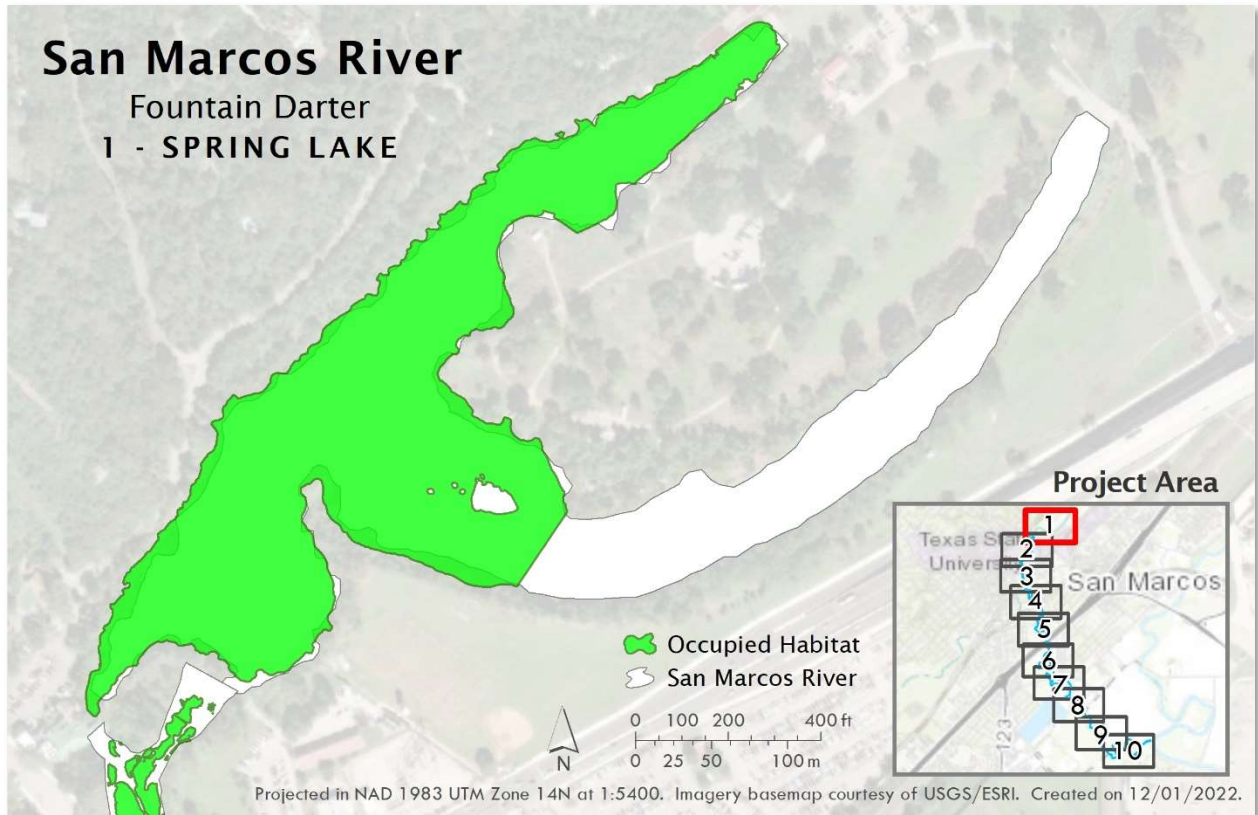 San Marcos River
Fountain Darter
1 - SPRING LAKE
Occupied Habitat
San Marcos River
0 100 200 400 ft
0 25 50 100 m
N
Project Area
1
Texas State
2
University
3
San Marcos
4
5
6
7
8
9
123
10
Projected in NAD 1983 UTM Zone 14N at 1:5400. Imagery basemap courtesy of USGS/ESRI. Created on 12/01/2022.